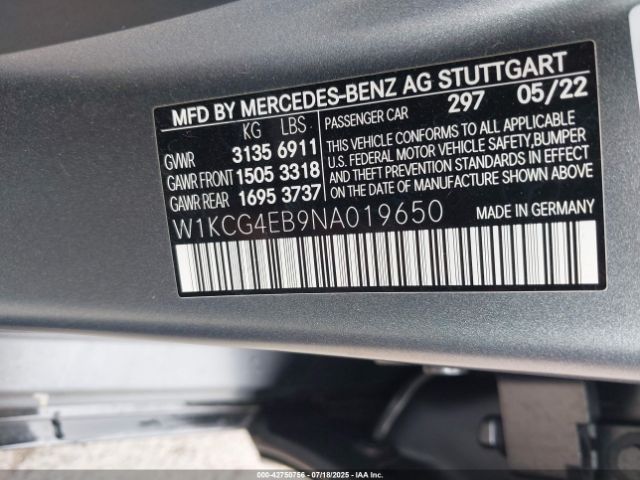 MFD BY MERCEDES-BENZ AG STUTTGART
KG LBS. PASSENGER CAR 297 05/22
GVWR 3135 6911
GAWR FRONT 1505 3318
GAWR REAR 1695 3737
THIS VEHICLE CONFORMS TO ALL APPLICABLE
U.S. FEDERAL MOTOR VEHICLE SAFETY, BUMPER
AND THEFT PREVENTION STANDARDS IN EFFECT
ON THE DATE OF MANUFACTURE SHOWN ABOVE
W1KCG4EB9NA019650 MADE IN GERMANY
000-42750756 - 07/18/2025 - IAAI.COM